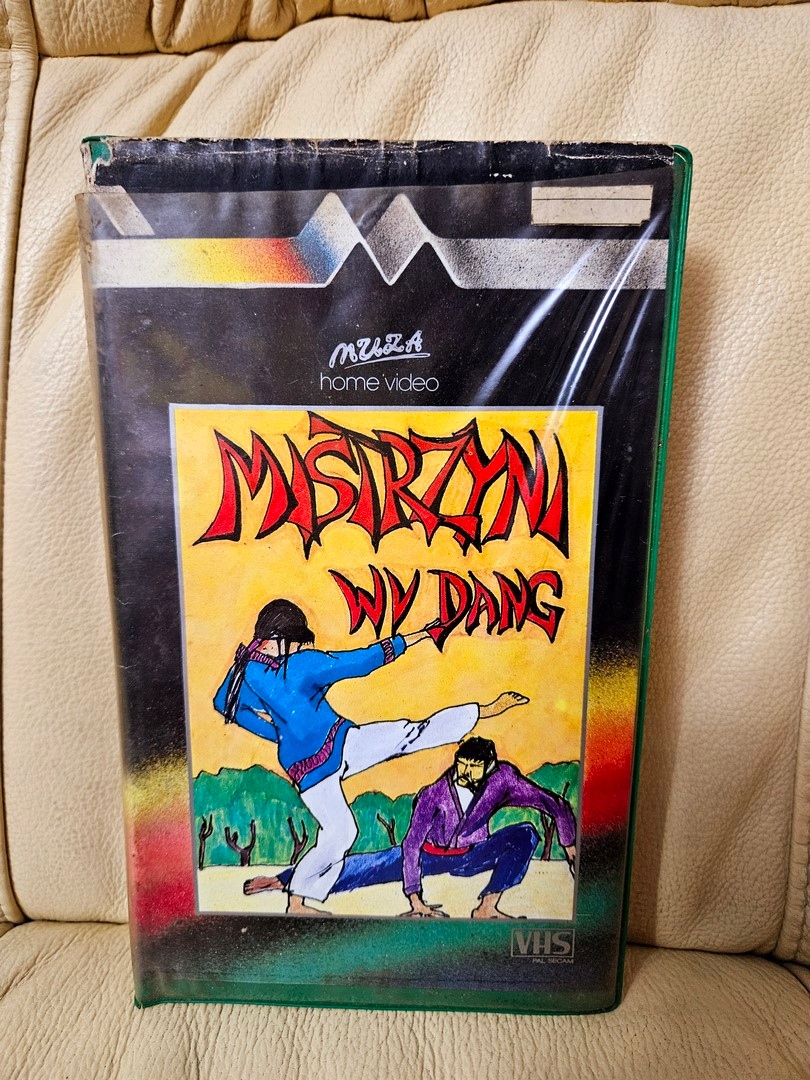 MUZA
home video
MISTRZYNI
WU DANG
VHS
PAL SECAM